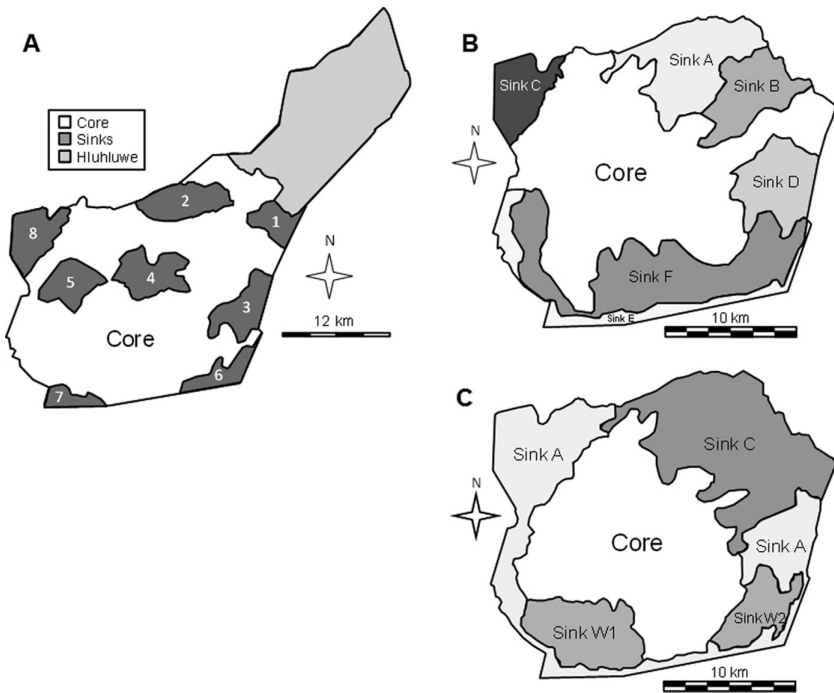 A
Core
Sinks
Hluhluwe
2
1
8
4
5
3
Core
6
7
N
12 km
B
Sink A
Sink C
Sink B
N
Core
Sink D
Sink F
Sink E
10 km
C
Sink A
Sink C
N
Core
Sink A
Sink W1
Sink W2
10 km